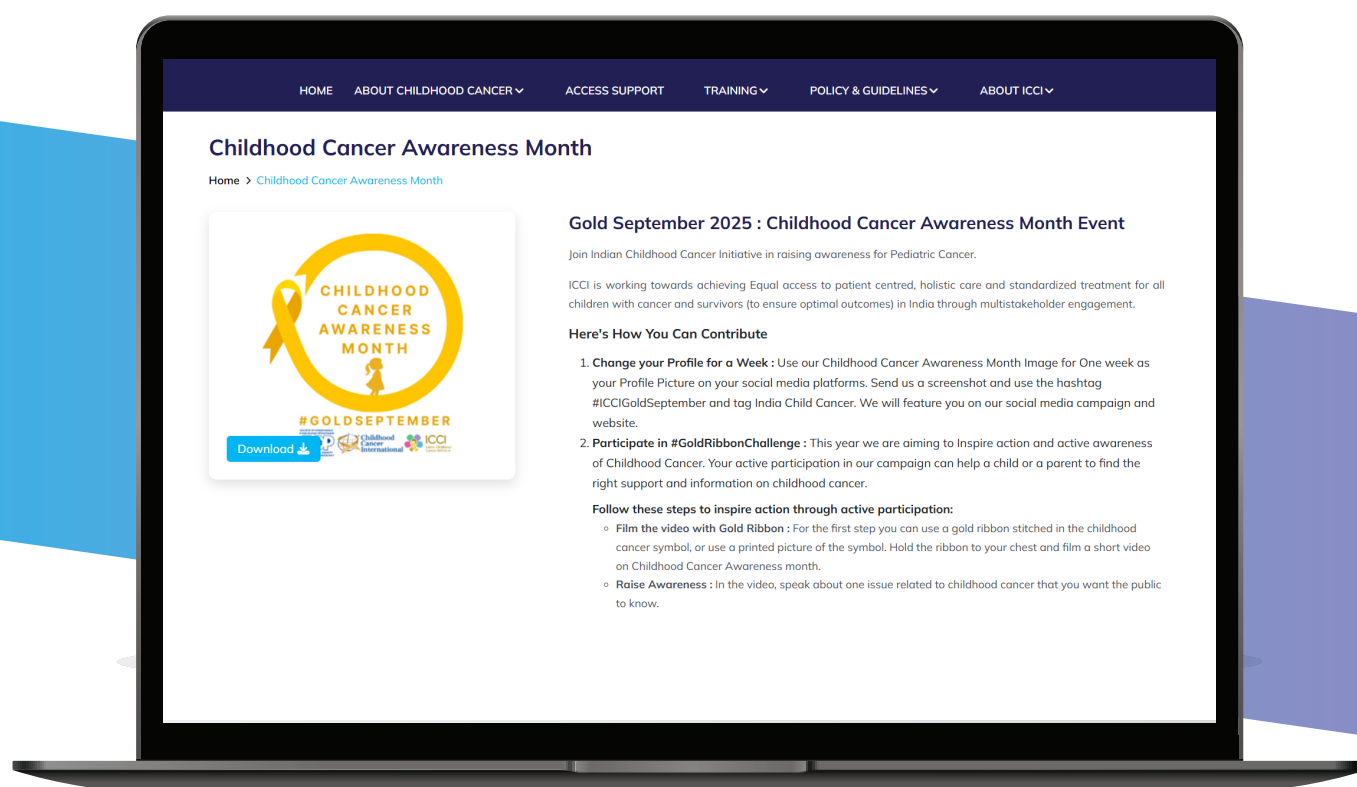 HOME ABOUT CHILDHOOD CANCER ACCESS SUPPORT TRAINING POLICY & GUIDELINES ABOUT ICCI
Childhood Cancer Awareness Month
Home > Childhood Cancer Awareness Month
CHILDHOOD
CANCER
AWARENESS
MONTH
#GOLDSEPTEMBER
Childhood
Cancer
International
ICCI
Download
Gold September 2025 : Childhood Cancer Awareness Month Event
Join Indian Childhood Cancer Initiative in raising awareness for Pediatric Cancer.
ICCI is working towards achieving Equal access to patient centred, holistic care and standardized treatment for all
children with cancer and survivors (to ensure optimal outcomes) in India through multistakeholder engagement.
Here's How You Can Contribute
1. Change your Profile for a Week : Use our Childhood Cancer Awareness Month Image for One week as
your Profile Picture on your social media platforms. Send us a screenshot and use the hashtag
#ICCIGoldSeptember and tag India Child Cancer. We will feature you on our social media campaign and
website.
2. Participate in #GoldRibbonChallenge : This year we are aiming to Inspire action and active awareness
of Childhood Cancer. Your active participation in our campaign can help a child or a parent to find the
right support and information on childhood cancer.
Follow these steps to inspire action through active participation:
Film the video with Gold Ribbon : For the first step you can use a gold ribbon stitched in the childhood
cancer symbol, or use a printed picture of the symbol. Hold the ribbon to your chest and film a short video
on Childhood Cancer Awareness month.
Raise Awareness : In the video, speak about one issue related to childhood cancer that you want the public
to know.